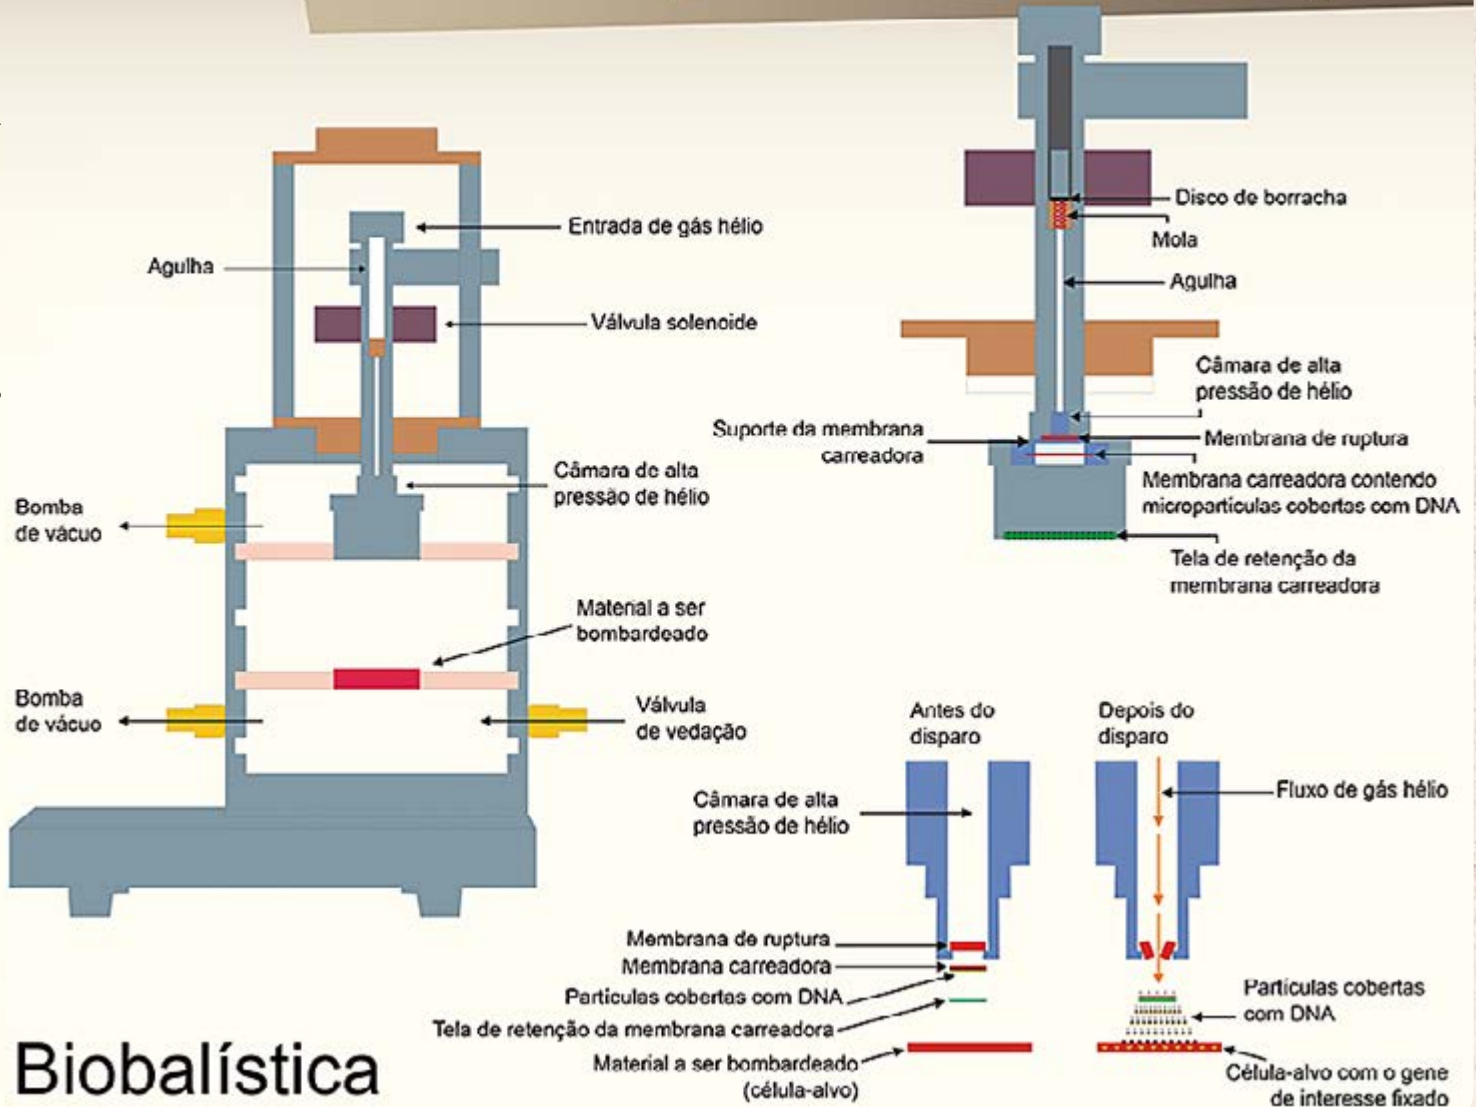 Entrada de gás hélio
Agulha
Válvula solenoide
Câmara de alta
pressão de hélio
Bomba
de vácuo
Material a ser
bombardeado
Bomba
de vácuo
Válvula
de vedação
Disco de borracha
Mola
Agulha
Câmara de alta
pressão de hélio
Suporte da membrana
carreadora
Membrana de ruptura
Membrana carreadora contendo
micropartículas cobertas com DNA
Tela de retenção da
membrana carreadora
Antes do
disparo
Depois do
disparo
Câmara de alta
pressão de hélio
Fluxo de gás hélio
Membrana de ruptura
Membrana carreadora
Partículas cobertas com DNA
Tela de retenção da membrana carreadora
Material a ser bombardeado
(célula-alvo)
Partículas cobertas
com DNA
Célula-alvo com o gene
de interesse fixado
Biobalística